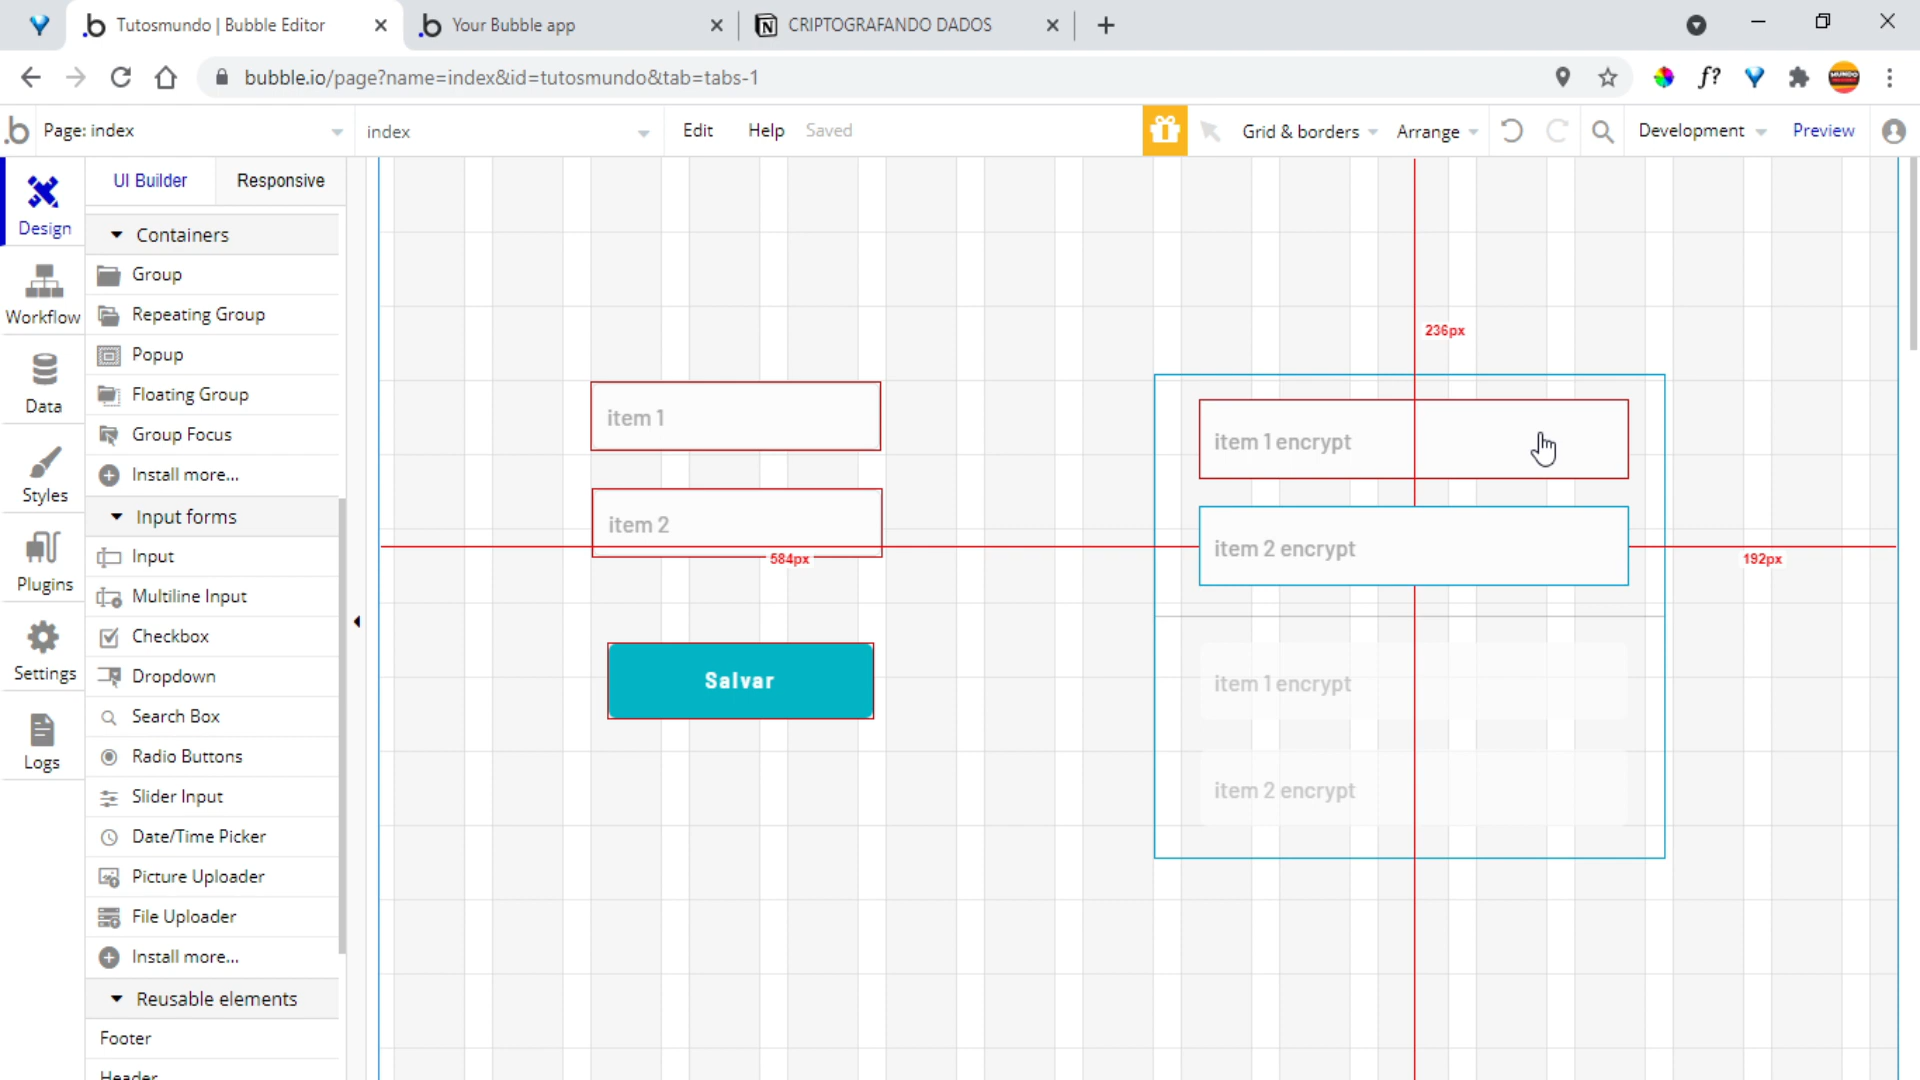 Tutosmundo | Bubble Editor
Your Bubble app
CRIPTOGRAFANDO DADOS
bubble.io/page?name=index&id=tutosmundo&tab=tabs-1
f?
Page: index
index
Edit
Help
Saved
Grid & borders
Arrange
Development
Preview
Design
Workflow
Data
Styles
Plugins
Settings
Logs
UI Builder
Responsive
Containers
Group
Repeating Group
Popup
Floating Group
Group Focus
Install more...
Input forms
Input
Multiline Input
Checkbox
Dropdown
Search Box
Radio Buttons
Slider Input
Date/Time Picker
Picture Uploader
File Uploader
Install more...
Reusable elements
Footer
Header
item 1
item 2
584px
Salvar
236px
item 1 encrypt
item 2 encrypt
192px
item 1 encrypt
item 2 encrypt